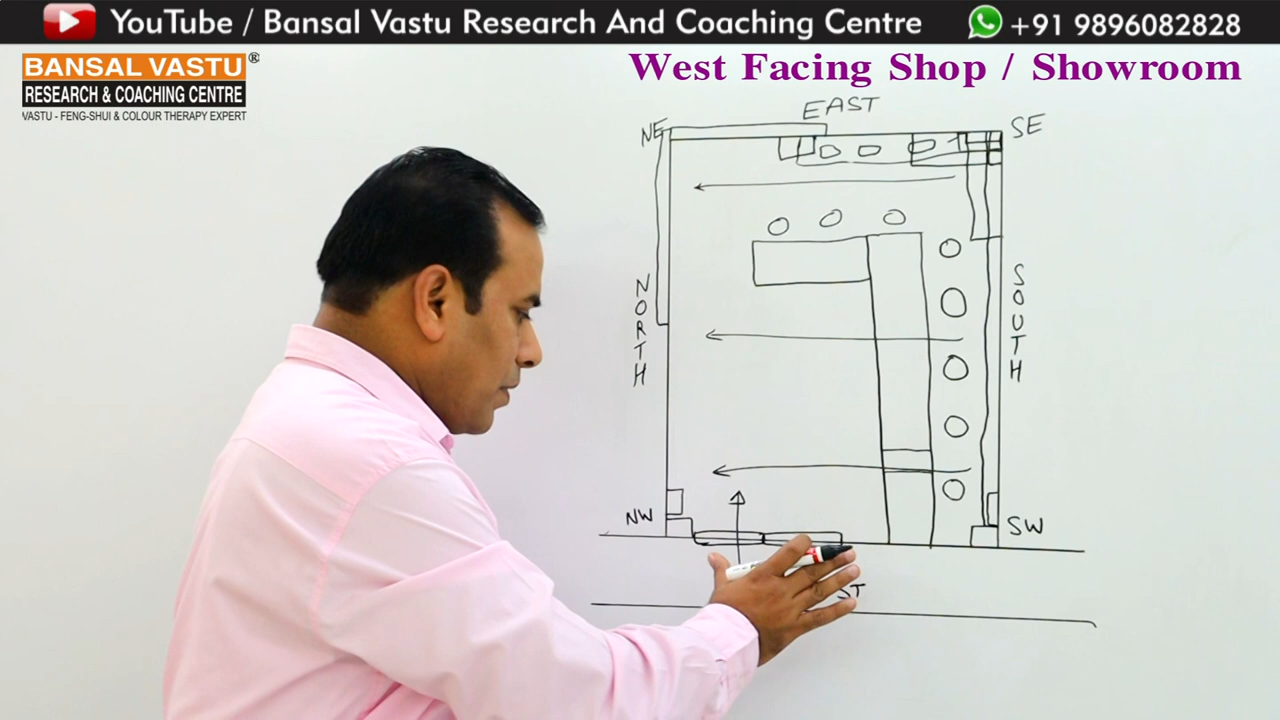 YouTube / Bansal Vastu Research And Coaching Centre
+91 9896082828
BANSAL VASTU®
RESEARCH & COACHING CENTRE
VASTU - FENG-SHUI & COLOUR THERAPY EXPERT
West Facing Shop / Showroom
EAST
NE
SE
NORTH
SOUTH
NW
SW
ST